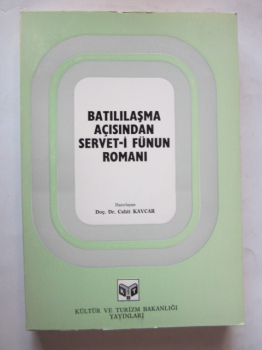 BATILILAŞMA
AÇISINDAN
SERVET-İ FÜNUN
ROMANI
Hazırlayan
Doç. Dr. Cahit KAVCAR
KÜLTÜR VE TURİZM BAKANLIĞI
YAYINLARI